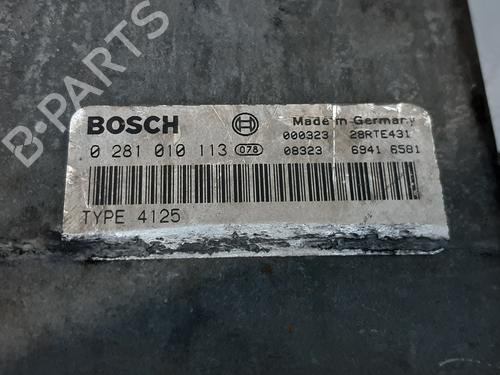 B-PARTS
BOSCH
Made in Germany
0 281 010 113 078
000323 28RTE431
08323 6941 6581
TYPE 4125